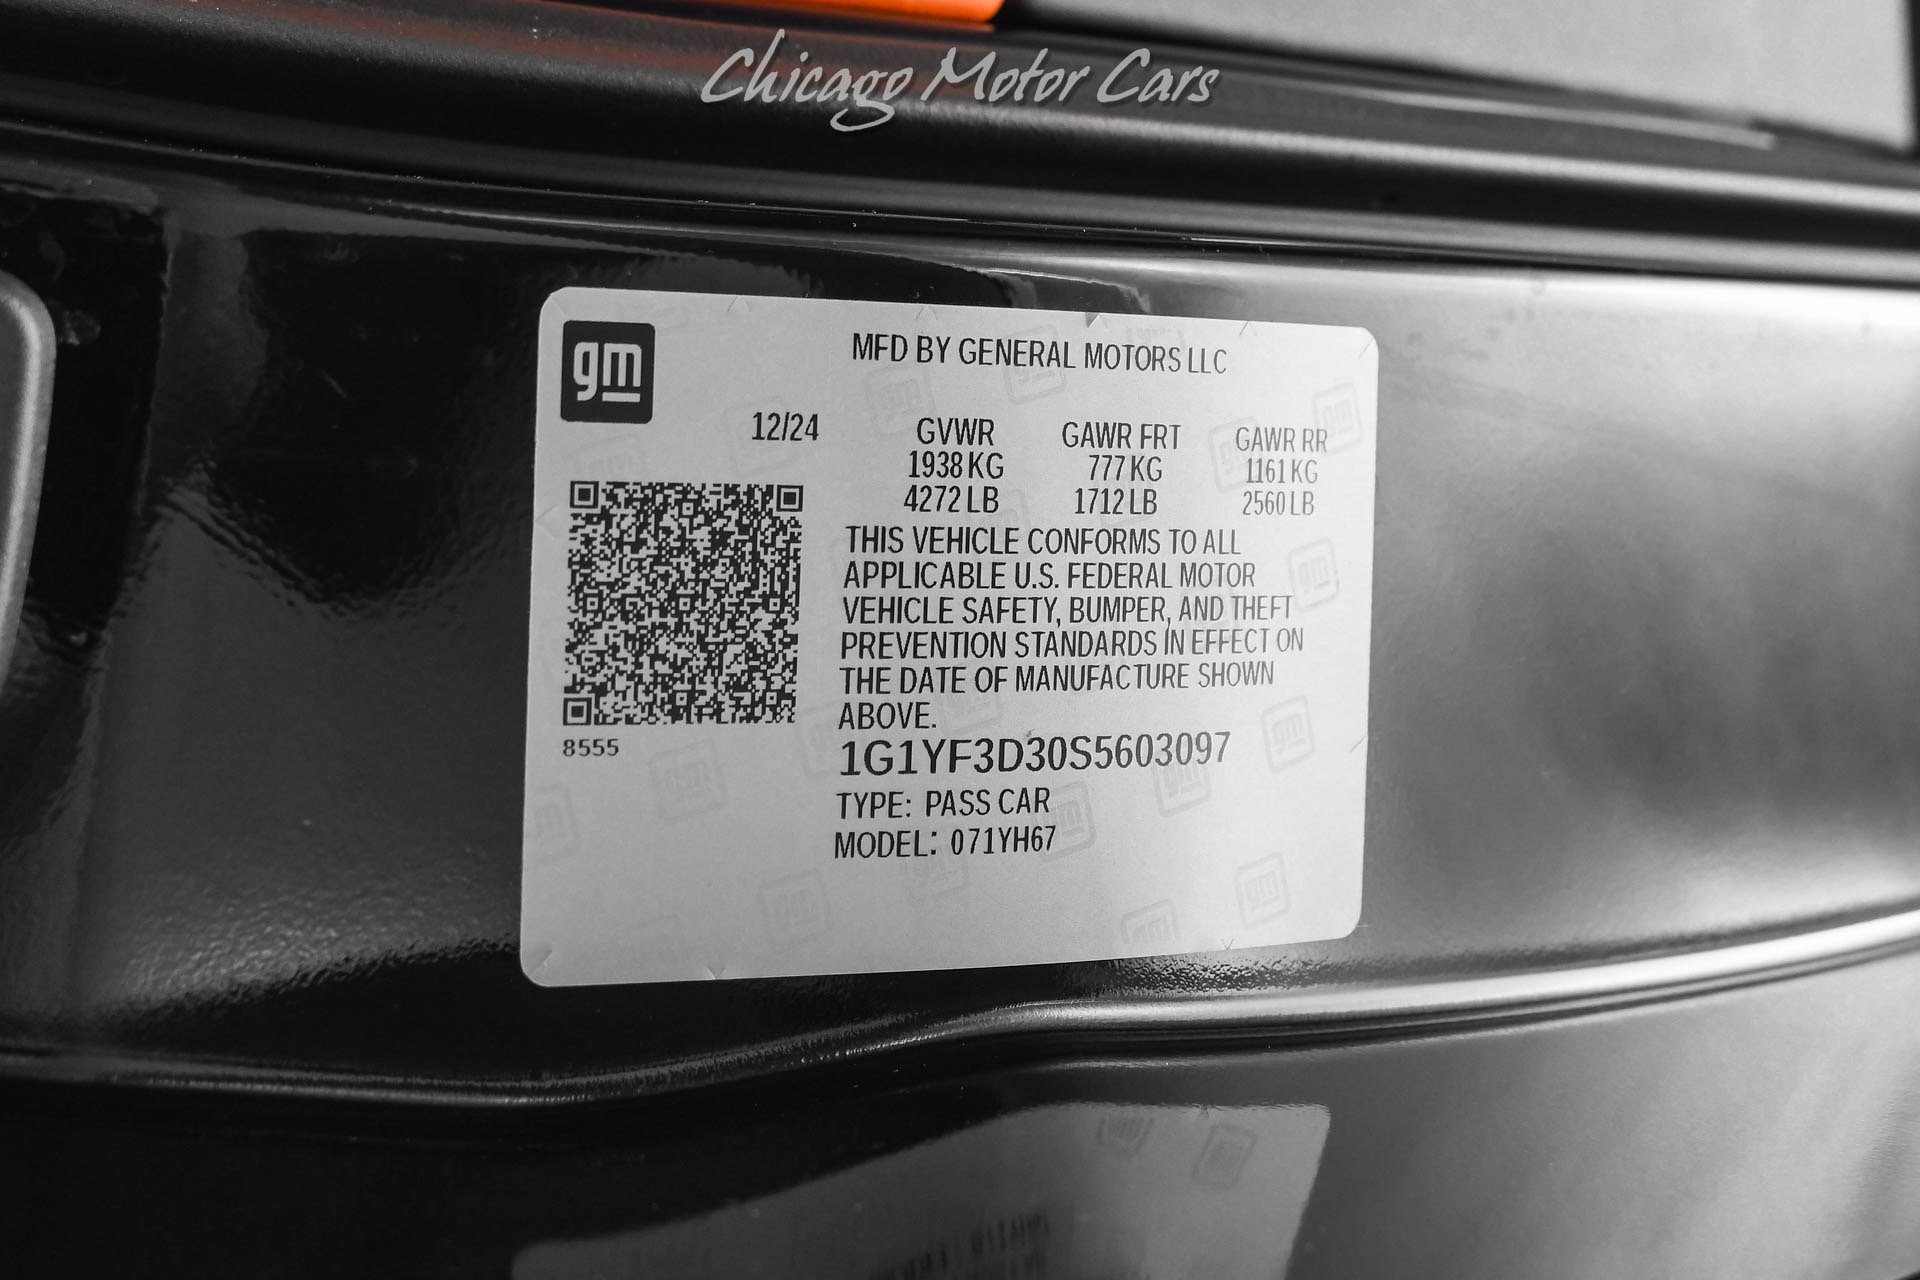 Chicago Motor Cars
gm
MFD BY GENERAL MOTORS LLC
12/24 GVWR GAWR FRT GAWR RR
1938 KG 777 KG 1161 KG
4272 LB 1712 LB 2560 LB
THIS VEHICLE CONFORMS TO ALL
APPLICABLE U.S. FEDERAL MOTOR
VEHICLE SAFETY, BUMPER, AND THEFT
PREVENTION STANDARDS IN EFFECT ON
THE DATE OF MANUFACTURE SHOWN
ABOVE.
8555
1G1YF3D30S5603097
TYPE: PASS CAR
MODEL: 071YH67